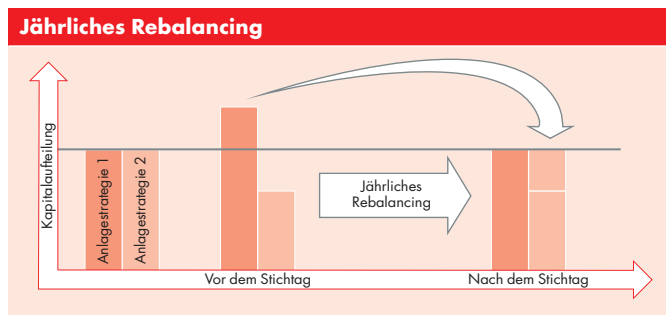 Jährliches Rebalancing
Kapitalaufteilung
Anlagestrategie 1
Anlagestrategie 2
Jährliches
Rebalancing
Vor dem Stichtag
Nach dem Stichtag